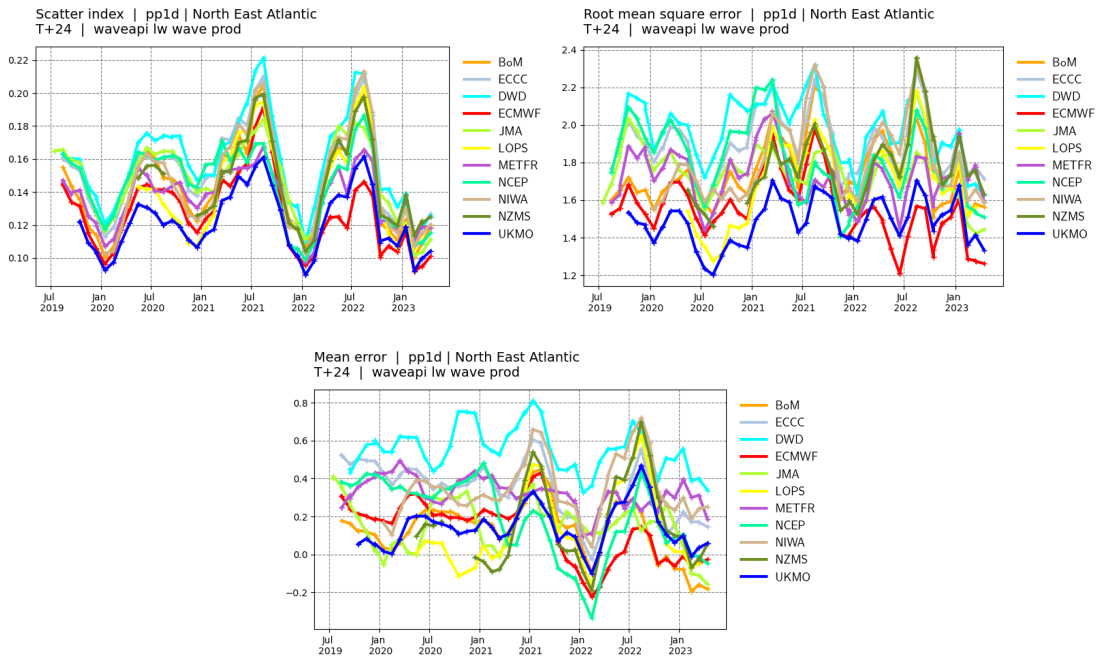 Scatter index | pp1d | North East Atlantic
T+24 | waveapi lw wave prod
0.22
0.20
0.18
0.16
0.14
0.12
0.10
Jul
2019
Jan
2020
Jul
2020
Jan
2021
Jul
2021
Jan
2022
Jul
2022
Jan
2023
BoM
ECCC
DWD
ECMWF
JMA
LOPS
METFR
NCEP
NIWA
NZMS
UKMO
Root mean square error | pp1d | North East Atlantic
T+24 | waveapi lw wave prod
2.4
2.2
2.0
1.8
1.6
1.4
1.2
Jul
2019
Jan
2020
Jul
2020
Jan
2021
Jul
2021
Jan
2022
Jul
2022
Jan
2023
BoM
ECCC
DWD
ECMWF
JMA
LOPS
METFR
NCEP
NIWA
NZMS
UKMO
Mean error | pp1d | North East Atlantic
T+24 | waveapi lw wave prod
0.8
0.6
0.4
0.2
0.0
−0.2
Jul
2019
Jan
2020
Jul
2020
Jan
2021
Jul
2021
Jan
2022
Jul
2022
Jan
2023
BoM
ECCC
DWD
ECMWF
JMA
LOPS
METFR
NCEP
NIWA
NZMS
UKMO